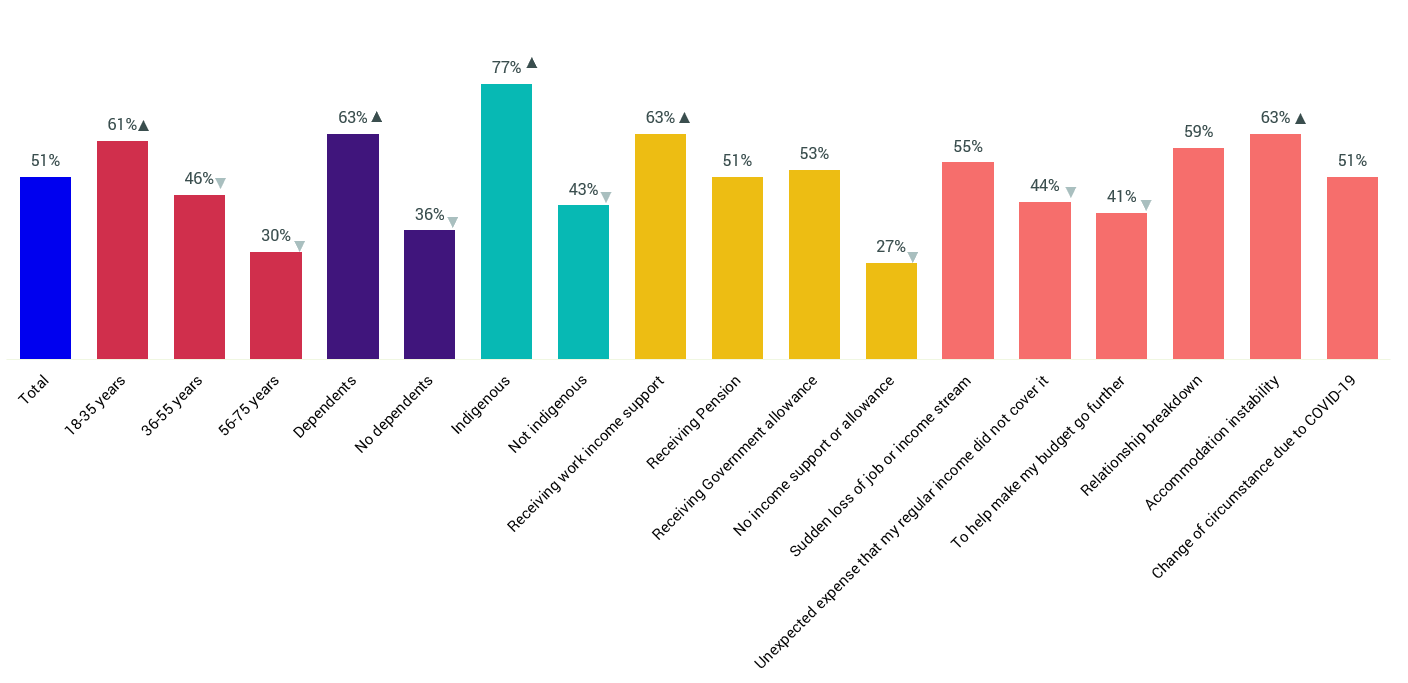 77% ▲
63% ▲
63% ▲
63% ▲
61%▲
59%
55%
53%
51%
51%
51%
46%▼
44% ▼
43%▼
41% ▼
36%▼
30%▼
27%▼
Total
18-35 years
36-55 years
56-75 years
Dependents
No dependents
Indigenous
Not indigenous
Receiving work income support
Receiving Pension
Receiving Government allowance
No income support or allowance
Sudden loss of job or income stream
Unexpected expense that my regular income did not cover it
To help make my budget go further
Relationship breakdown
Accommodation instability
Change of circumstance due to COVID-19